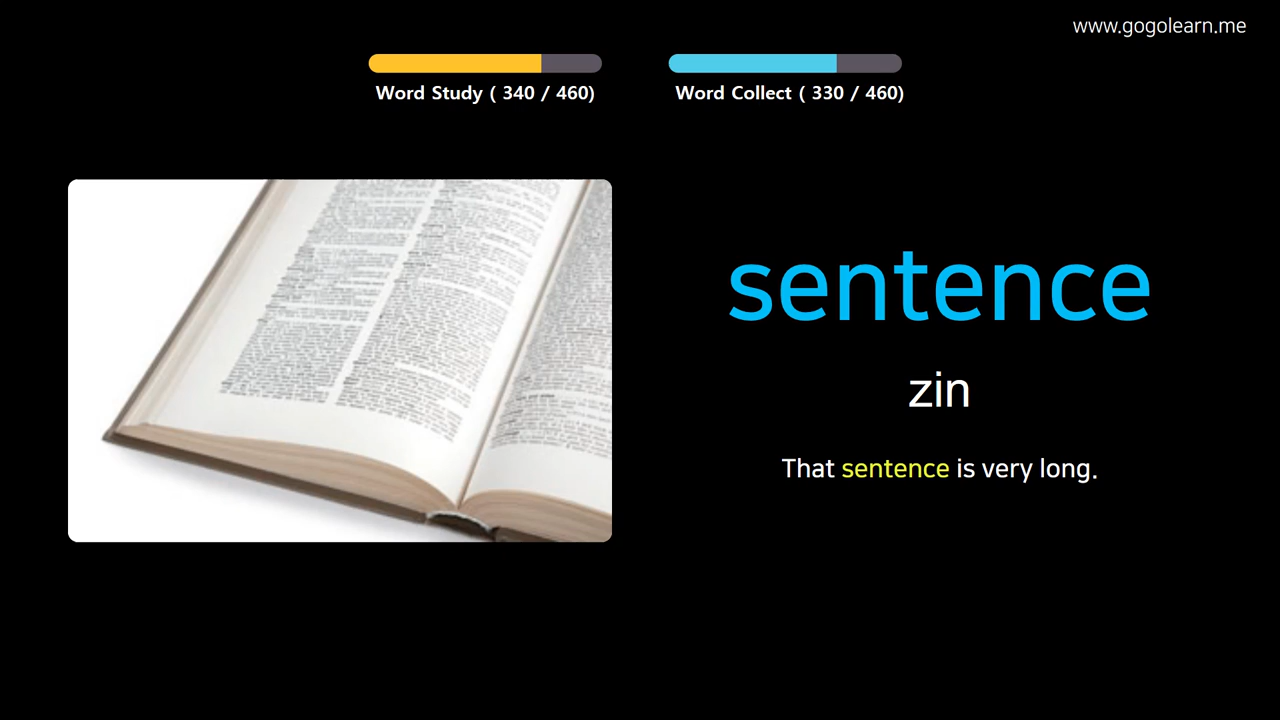 www.gogolearn.me
Word Study ( 340 / 460)
Word Collect ( 330 / 460)
sentence
zin
That sentence is very long.